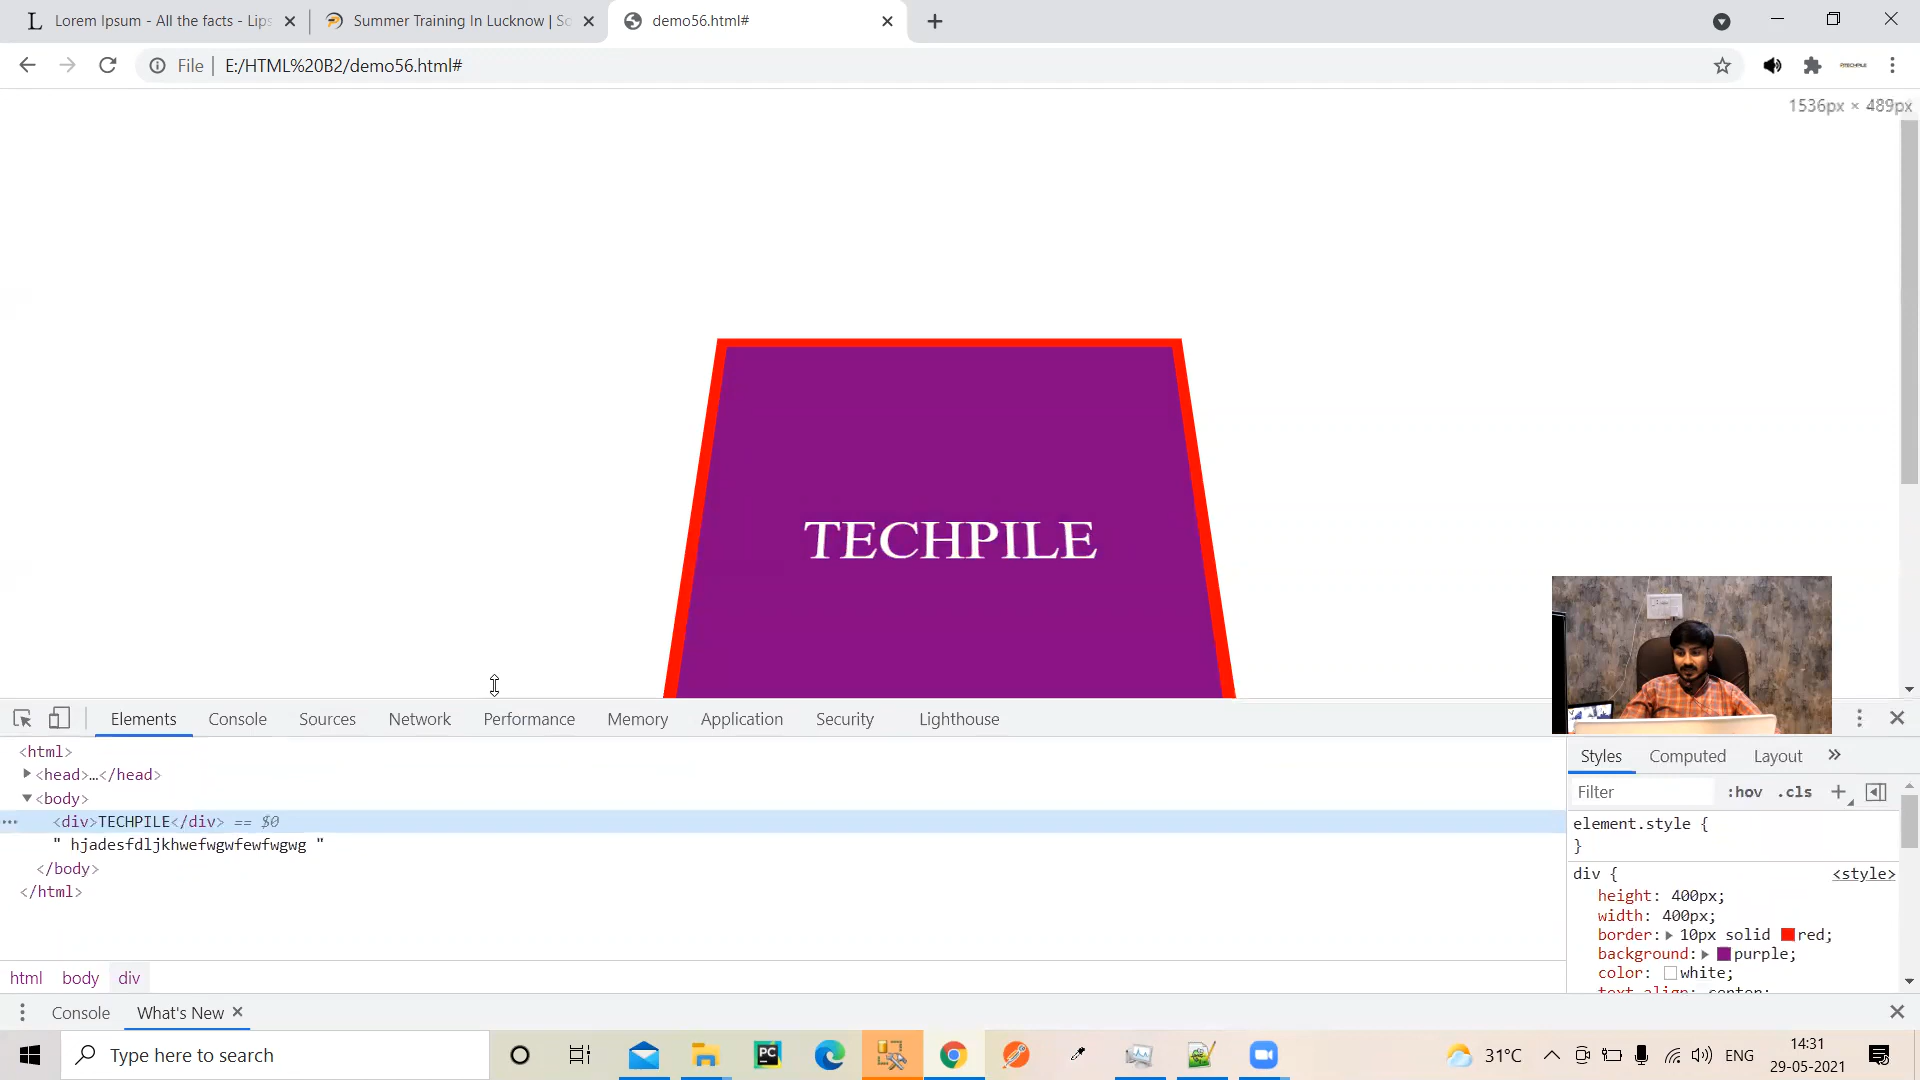 Lorem Ipsum - All the facts - Lips
Summer Training In Lucknow | Sc
demo56.html#
File
E:/HTML%20B2/demo56.html#
1536px × 489px
TECHPILE
Elements
Console
Sources
Network
Performance
Memory
Application
Security
Lighthouse
<html>
<head>…</head>
<body>
<div>TECHPILE</div> == $0
" hjadesfdljkhwefwgwfewfwgwg "
</body>
</html>
html
body
div
Styles
Computed
Layout
Filter
:hov
.cls
element.style {
}
div {
<style>
height: 400px;
width: 400px;
border: 10px solid red;
background: purple;
color: white;
text-align: center;
Console
What's New
Type here to search
PC
31°C
ENG
14:31
29-05-2021